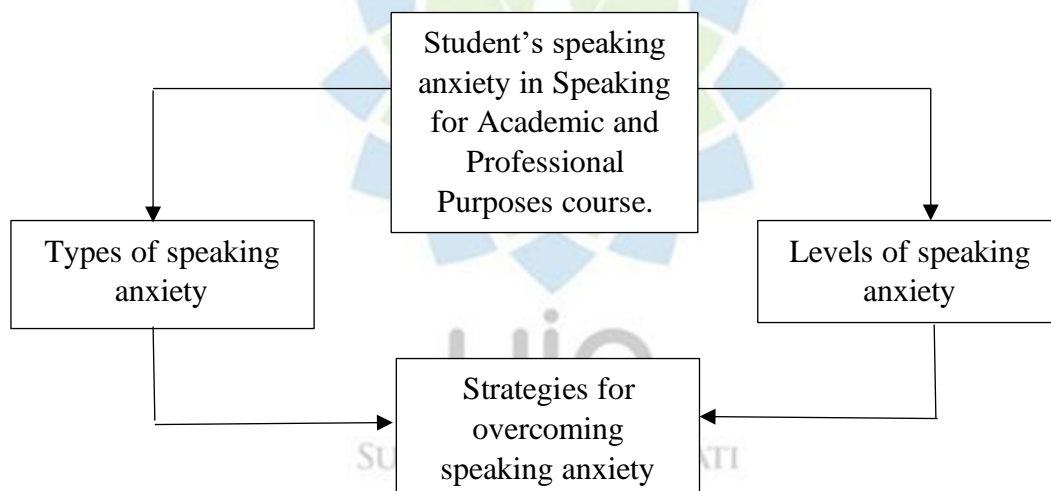 Student’s speaking
anxiety in Speaking
for Academic and
Professional
Purposes course.
Types of speaking
anxiety
Levels of speaking
anxiety
Strategies for
overcoming
speaking anxiety